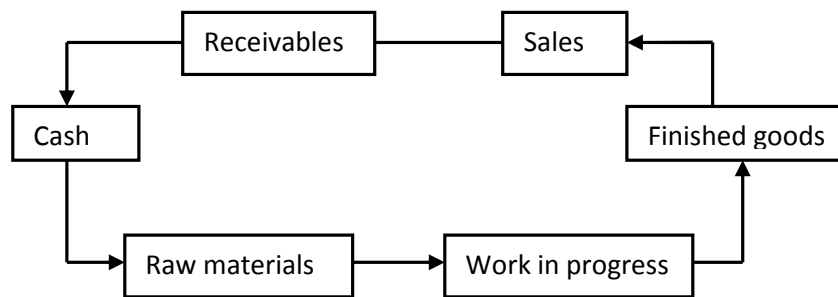 Receivables
Sales
Cash
Finished goods
Raw materials
Work in progress